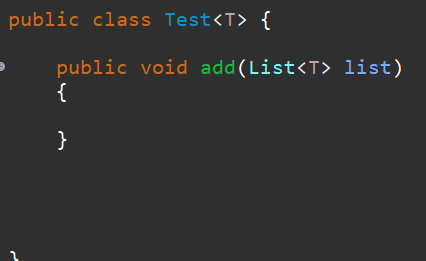 public class Test<T> {
public void add(List<T> list)
{
}
}